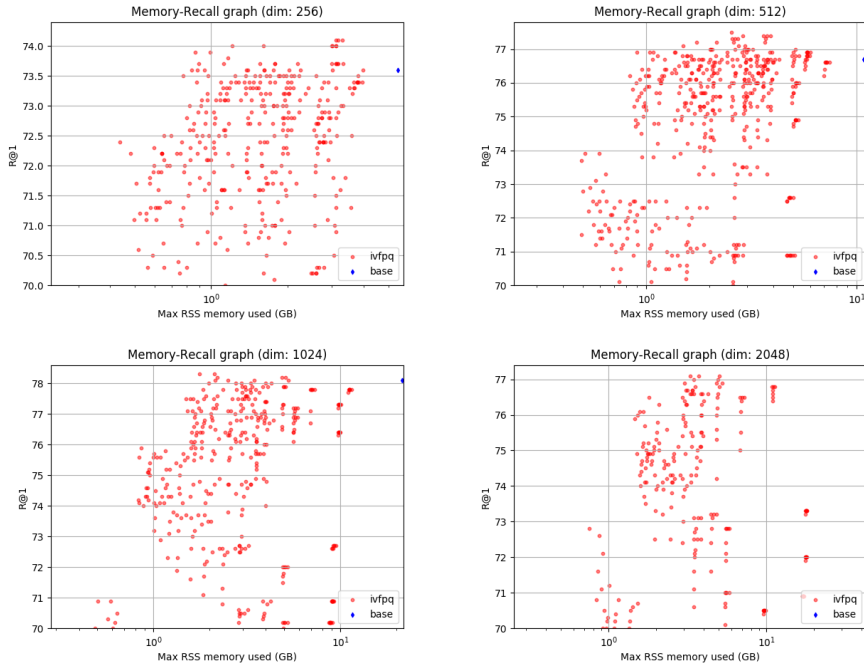 Memory-Recall graph (dim: 256)
74.0
73.5
73.0
72.5
72.0
71.5
71.0
70.5
70.0
R@1
10⁰
Max RSS memory used (GB)
ivfpq
base
Memory-Recall graph (dim: 512)
77
76
75
74
73
72
71
70
R@1
10⁰
10¹
Max RSS memory used (GB)
ivfpq
base
Memory-Recall graph (dim: 1024)
78
77
76
75
74
73
72
71
70
R@1
10⁰
10¹
Max RSS memory used (GB)
ivfpq
base
Memory-Recall graph (dim: 2048)
77
76
75
74
73
72
71
70
R@1
10⁰
10¹
Max RSS memory used (GB)
ivfpq
base